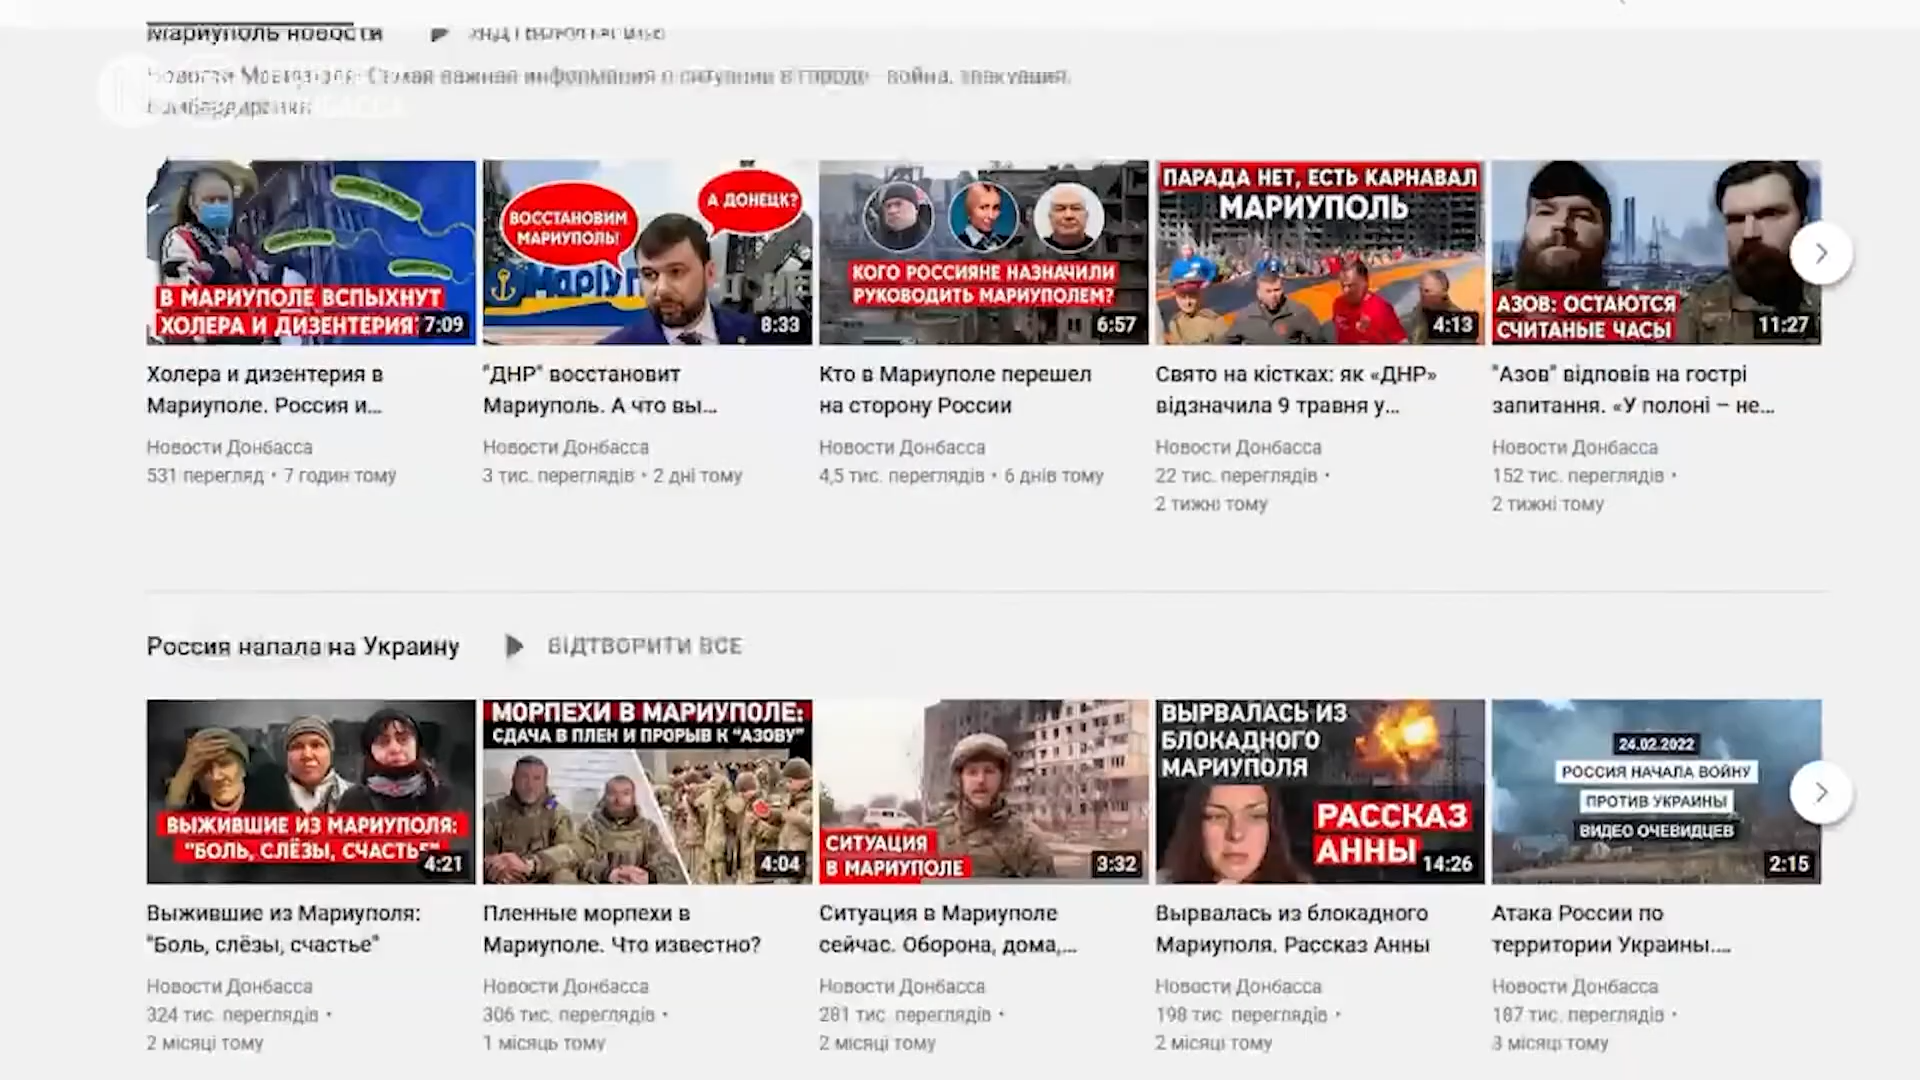 Мариуполь новости
Самая важная информация о ситуации в городе - война, эвакуация,
В МАРИУПОЛЕ ВСПЫХНУТ
ХОЛЕРА И ДИЗЕНТЕРИЯ
7:09
ВОССТАНОВИМ
МАРИУПОЛЬ!
А ДОНЕЦК?
8:33
КОГО РОССИЯНЕ НАЗНАЧИЛИ
РУКОВОДИТЬ МАРИУПОЛЕМ?
6:57
ПАРАДА НЕТ, ЕСТЬ КАРНАВАЛ
МАРИУПОЛЬ
4:13
АЗОВ: ОСТАЮТСЯ
СЧИТАНЫЕ ЧАСЫ
11:27
Холера и дизентерия в
Мариуполе. Россия и...
Новости Донбасса
531 перегляд • 7 годин тому
"ДНР" восстановит
Мариуполь. А что вы...
Новости Донбасса
3 тис. переглядів • 2 дні тому
Кто в Мариуполе перешел
на сторону России
Новости Донбасса
4,5 тис. переглядів • 6 днів тому
Свято на кістках: як «ДНР»
відзначила 9 травня у...
Новости Донбасса
22 тис. переглядів •
2 тижні тому
"Азов" відповів на гострі
запитання. «У полоні – не...
Новости Донбасса
152 тис. переглядів •
2 тижні тому
Россия напала на Украину
ВІДТВОРИТИ ВСЕ
ВЫЖИВШИЕ ИЗ МАРИУПОЛЯ:
"БОЛЬ, СЛЁЗЫ, СЧАСТЬЕ"
4:21
МОРПЕХИ В МАРИУПОЛЕ:
СДАЧА В ПЛЕН И ПРОРЫВ К "АЗОВУ"
4:04
СИТУАЦИЯ
В МАРИУПОЛЕ
3:32
ВЫРВАЛАСЬ ИЗ
БЛОКАДНОГО
МАРИУПОЛЯ
РАССКАЗ
АННЫ
14:26
24.02.2022
РОССИЯ НАЧАЛА ВОЙНУ
ПРОТИВ УКРАИНЫ
ВИДЕО ОЧЕВИДЦЕВ
2:15
Выжившие из Мариуполя:
"Боль, слёзы, счастье"
Новости Донбасса
324 тис. переглядів •
2 місяці тому
Пленные морпехи в
Мариуполе. Что известно?
Новости Донбасса
306 тис. переглядів •
1 місяць тому
Ситуация в Мариуполе
сейчас. Оборона, дома,...
Новости Донбасса
281 тис. переглядів •
2 місяці тому
Вырвалась из блокадного
Мариуполя. Рассказ Анны
Новости Донбасса
198 тис. переглядів •
2 місяці тому
Атака России по
территории Украины....
Новости Донбасса
187 тис. переглядів •
3 місяці тому